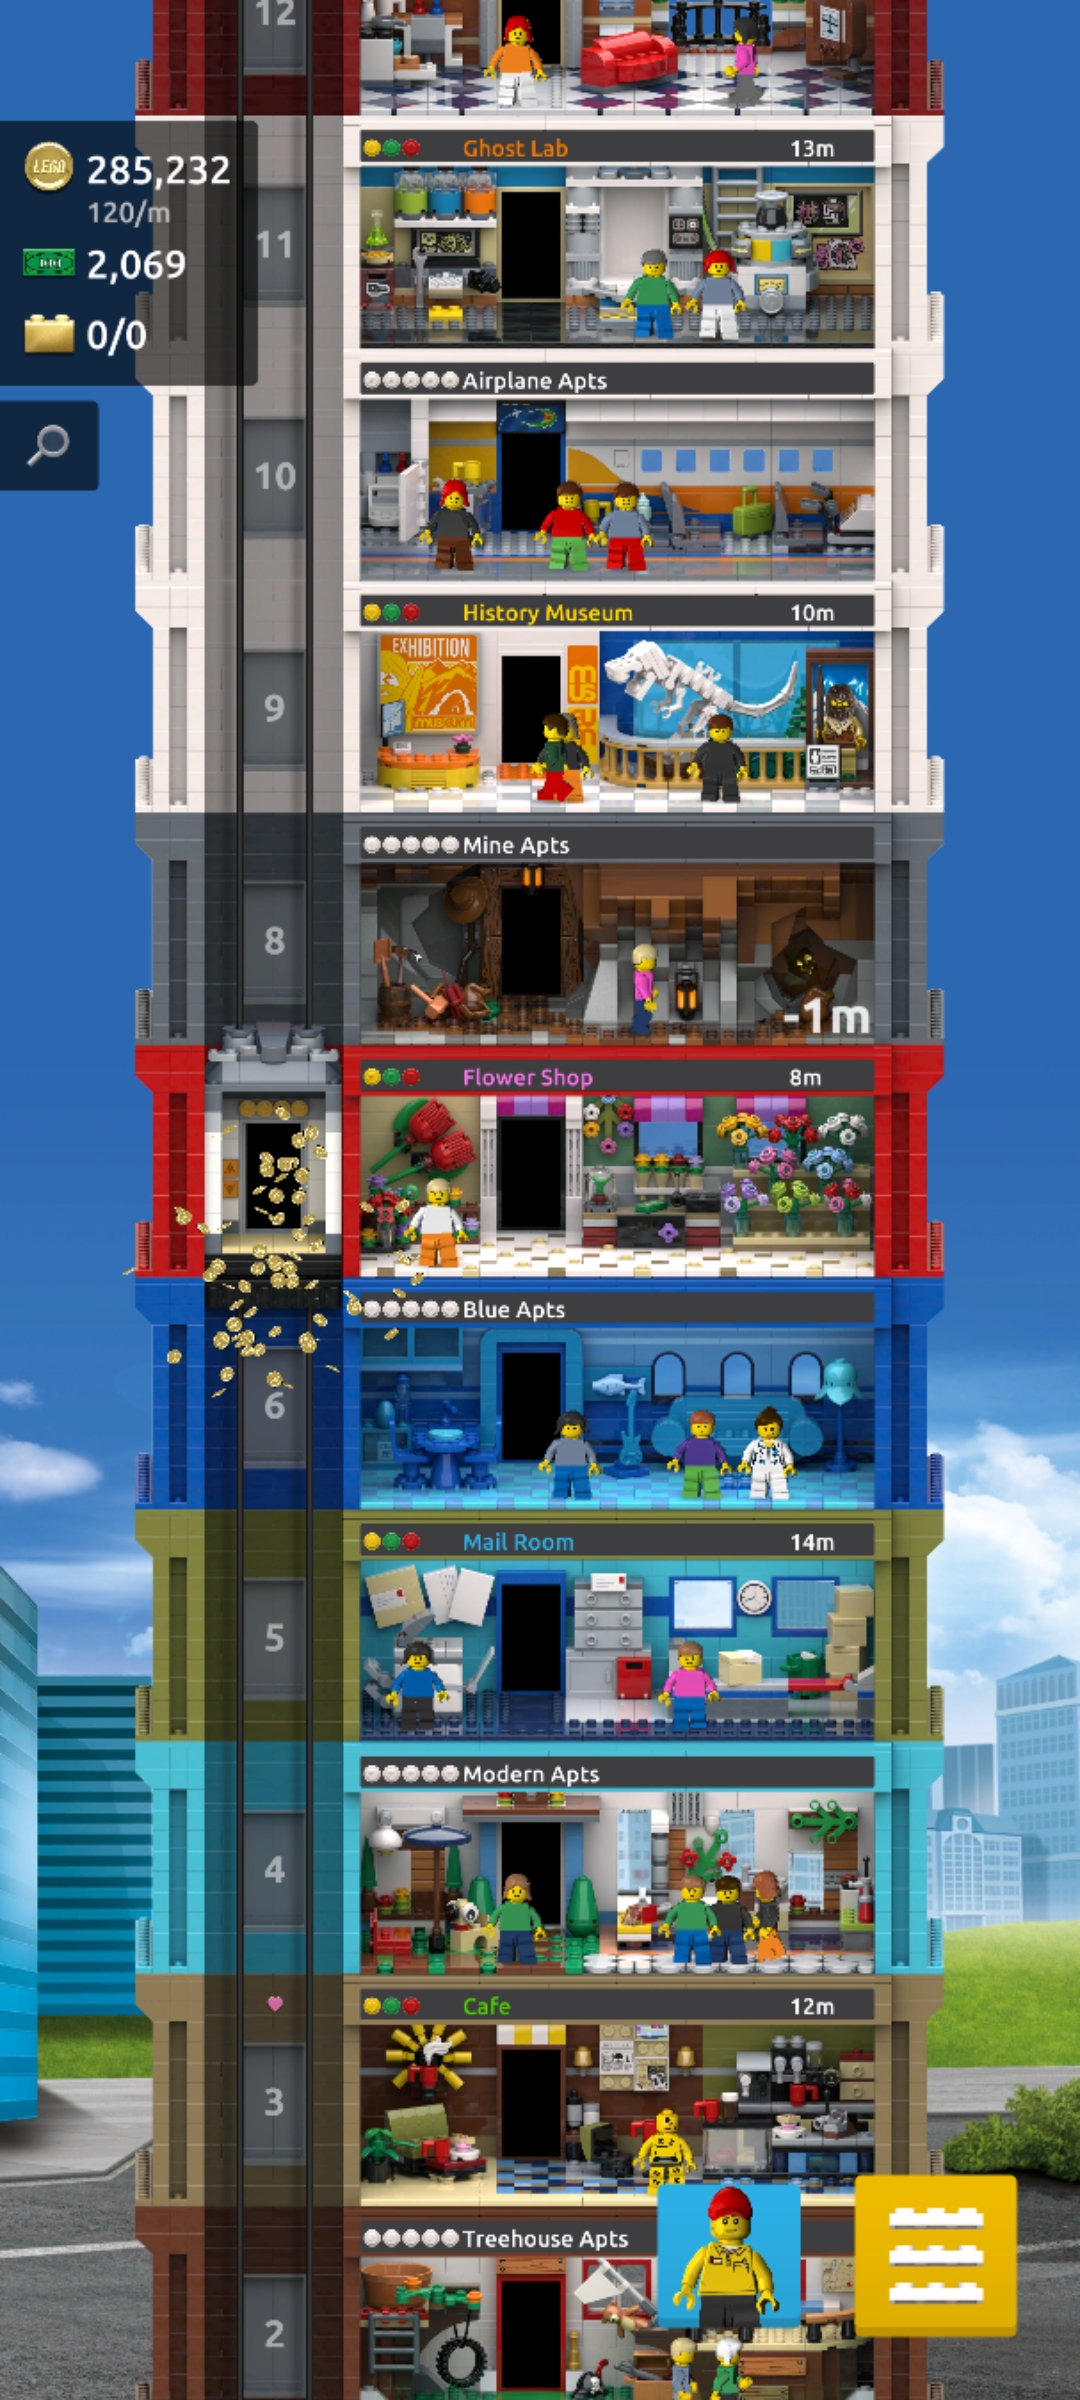 12
Ghost Lab 13m
LEGO 285,232
120/m
11
2,069
0/0
Airplane Apts
10
History Museum 10m
EXHIBITION
MUSEUM
9
Mine Apts
8
-1m
Flower Shop 8m
Blue Apts
6
Mail Room 14m
5
Modern Apts
4
Cafe 12m
3
Treehouse Apts
2